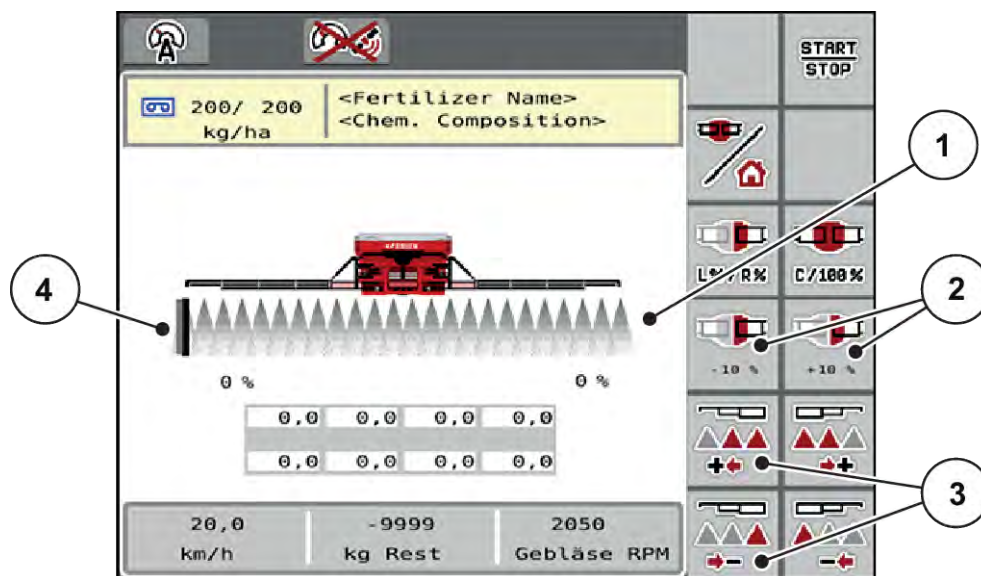 A
START
STOP
200/ 200
kg/ha
<Fertilizer Name>
<Chem. Composition>
1
L%/R%
C/100%
4
2
-10 %
+10 %
0 %
0 %
0,0 0,0 0,0 0,0
0,0 0,0 0,0 0,0
3
20,0
km/h
-9999
kg Rest
2050
Gebläse RPM